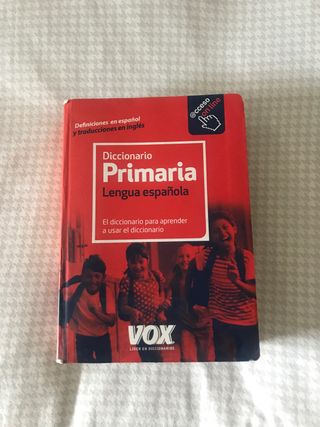 Definiciones en español
y traducciones en inglés
@cceso
online
Diccionario
Primaria
Lengua española
El diccionario para aprender
a usar el diccionario
VOX
LÍDER EN DICCIONARIOS